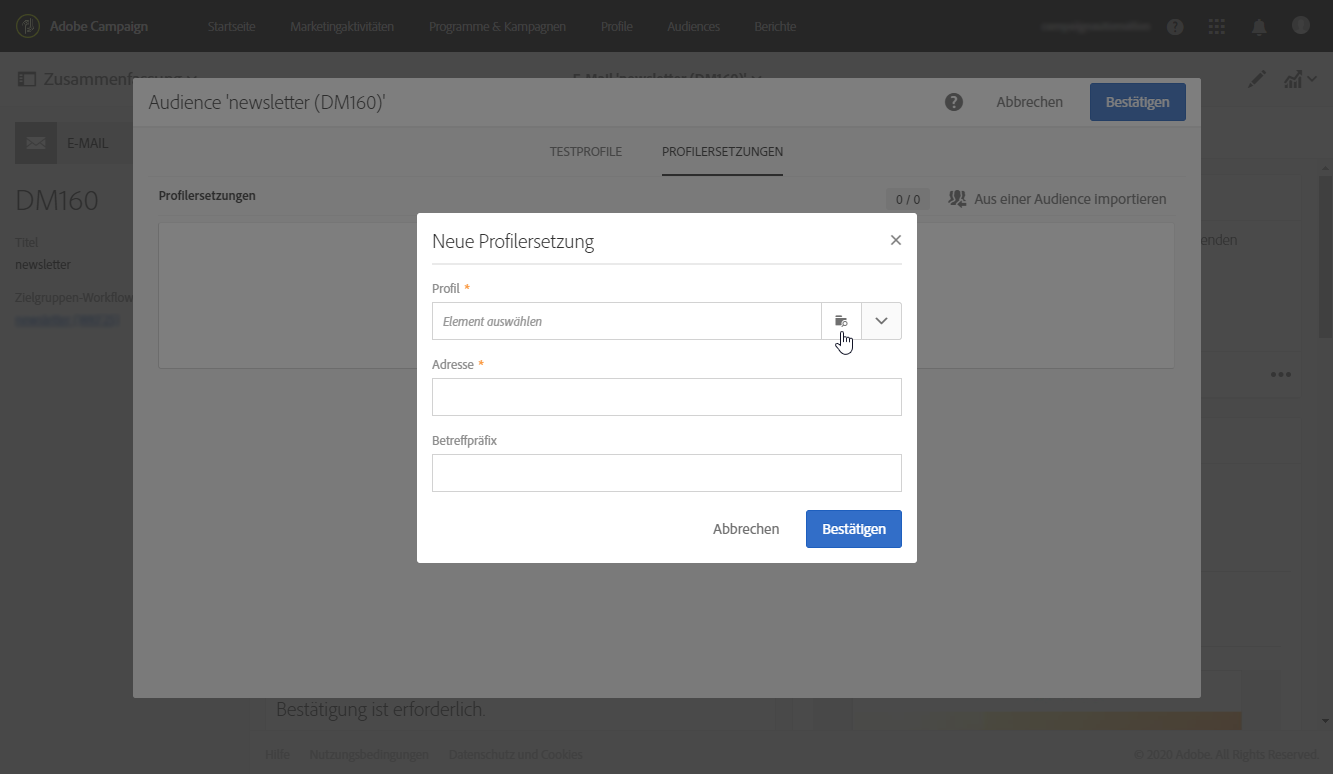 Adobe Campaign
Startseite
Marketingaktivitäten
Programme & Kampagnen
Profile
Audiences
Berichte
Zusammenfassung
E-Mail 'newsletter (DM160)'
Audience 'newsletter (DM160)'
Abbrechen
Bestätigen
E-MAIL
TESTPROFILE
PROFILERSETZUNGEN
DM160
Profilersetzungen
0 / 0
Aus einer Audience importieren
Titel
newsletter
Zielgruppen-Workflow
Neue Profilersetzung
Profil *
Element auswählen
Adresse *
Betreffpräfix
Abbrechen
Bestätigen
Bestätigung ist erforderlich.
Hilfe
Nutzungsbedingungen
Datenschutz und Cookies
© 2020 Adobe. All Rights Reserved.